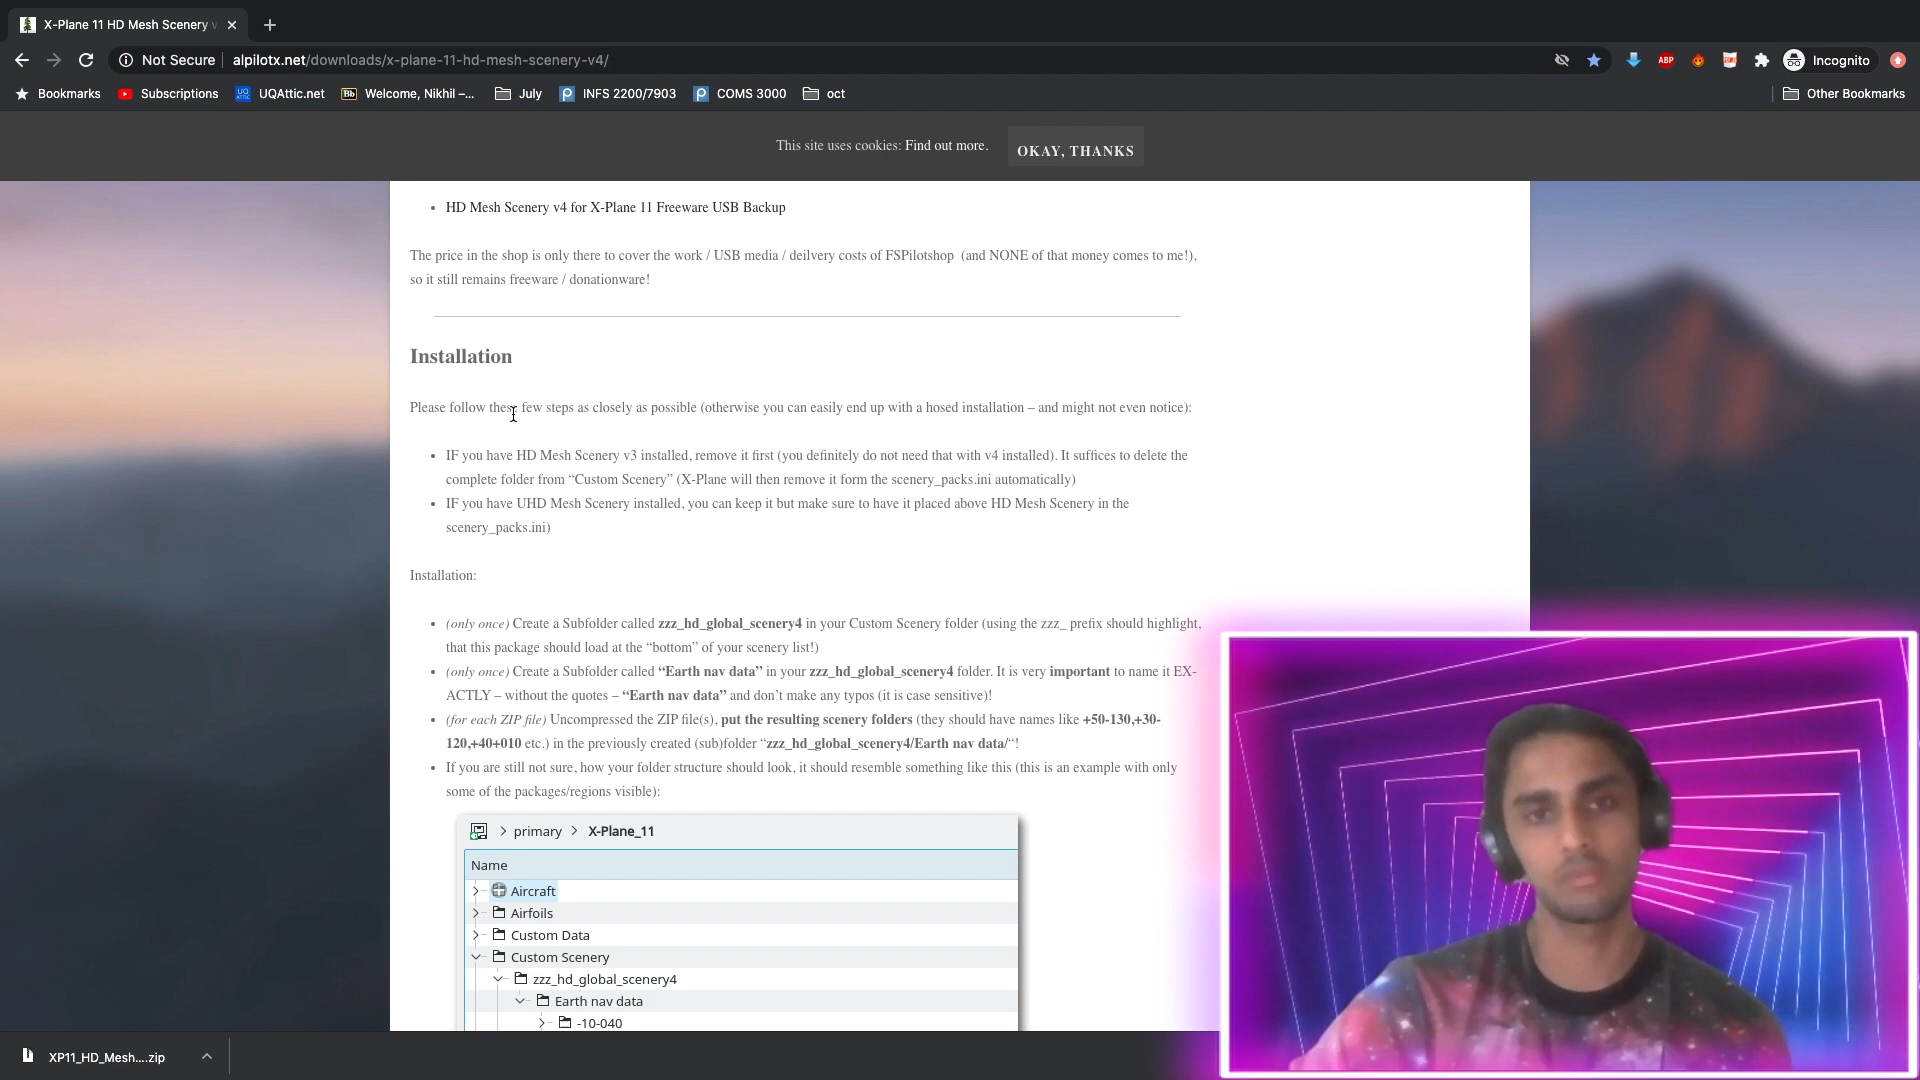 X-Plane 11 HD Mesh Scenery v
Not Secure
alpilotx.net/downloads/x-plane-11-hd-mesh-scenery-v4/
ABP
Incognito
Bookmarks
Subscriptions
UQAttic.net
Bb
Welcome, Nikhil –...
July
INFS 2200/7903
COMS 3000
oct
Other Bookmarks
This site uses cookies: Find out more.
OKAY, THANKS
HD Mesh Scenery v4 for X-Plane 11 Freeware USB Backup
The price in the shop is only there to cover the work / USB media / deilvery costs of FSPilotshop (and NONE of that money comes to me!),
so it still remains freeware / donationware!
Installation
Please follow these few steps as closely as possible (otherwise you can easily end up with a hosed installation – and might not even notice):
IF you have HD Mesh Scenery v3 installed, remove it first (you definitely do not need that with v4 installed). It suffices to delete the
complete folder from “Custom Scenery” (X-Plane will then remove it form the scenery_packs.ini automatically)
IF you have UHD Mesh Scenery installed, you can keep it but make sure to have it placed above HD Mesh Scenery in the
scenery_packs.ini)
Installation:
(only once) Create a Subfolder called zzz_hd_global_scenery4 in your Custom Scenery folder (using the zzz_ prefix should highlight,
that this package should load at the “bottom” of your scenery list!)
(only once) Create a Subfolder called “Earth nav data” in your zzz_hd_global_scenery4 folder. It is very important to name it EX-
ACTLY – without the quotes – “Earth nav data” and don’t make any typos (it is case sensitive)!
(for each ZIP file) Uncompressed the ZIP file(s), put the resulting scenery folders (they should have names like +50-130,+30-
120,+40+010 etc.) in the previously created (sub)folder “zzz_hd_global_scenery4/Earth nav data/“!
If you are still not sure, how your folder structure should look, it should resemble something like this (this is an example with only
some of the packages/regions visible):
primary > X-Plane_11
Name
Aircraft
Airfoils
Custom Data
Custom Scenery
zzz_hd_global_scenery4
Earth nav data
-10-040
XP11_HD_Mesh....zip